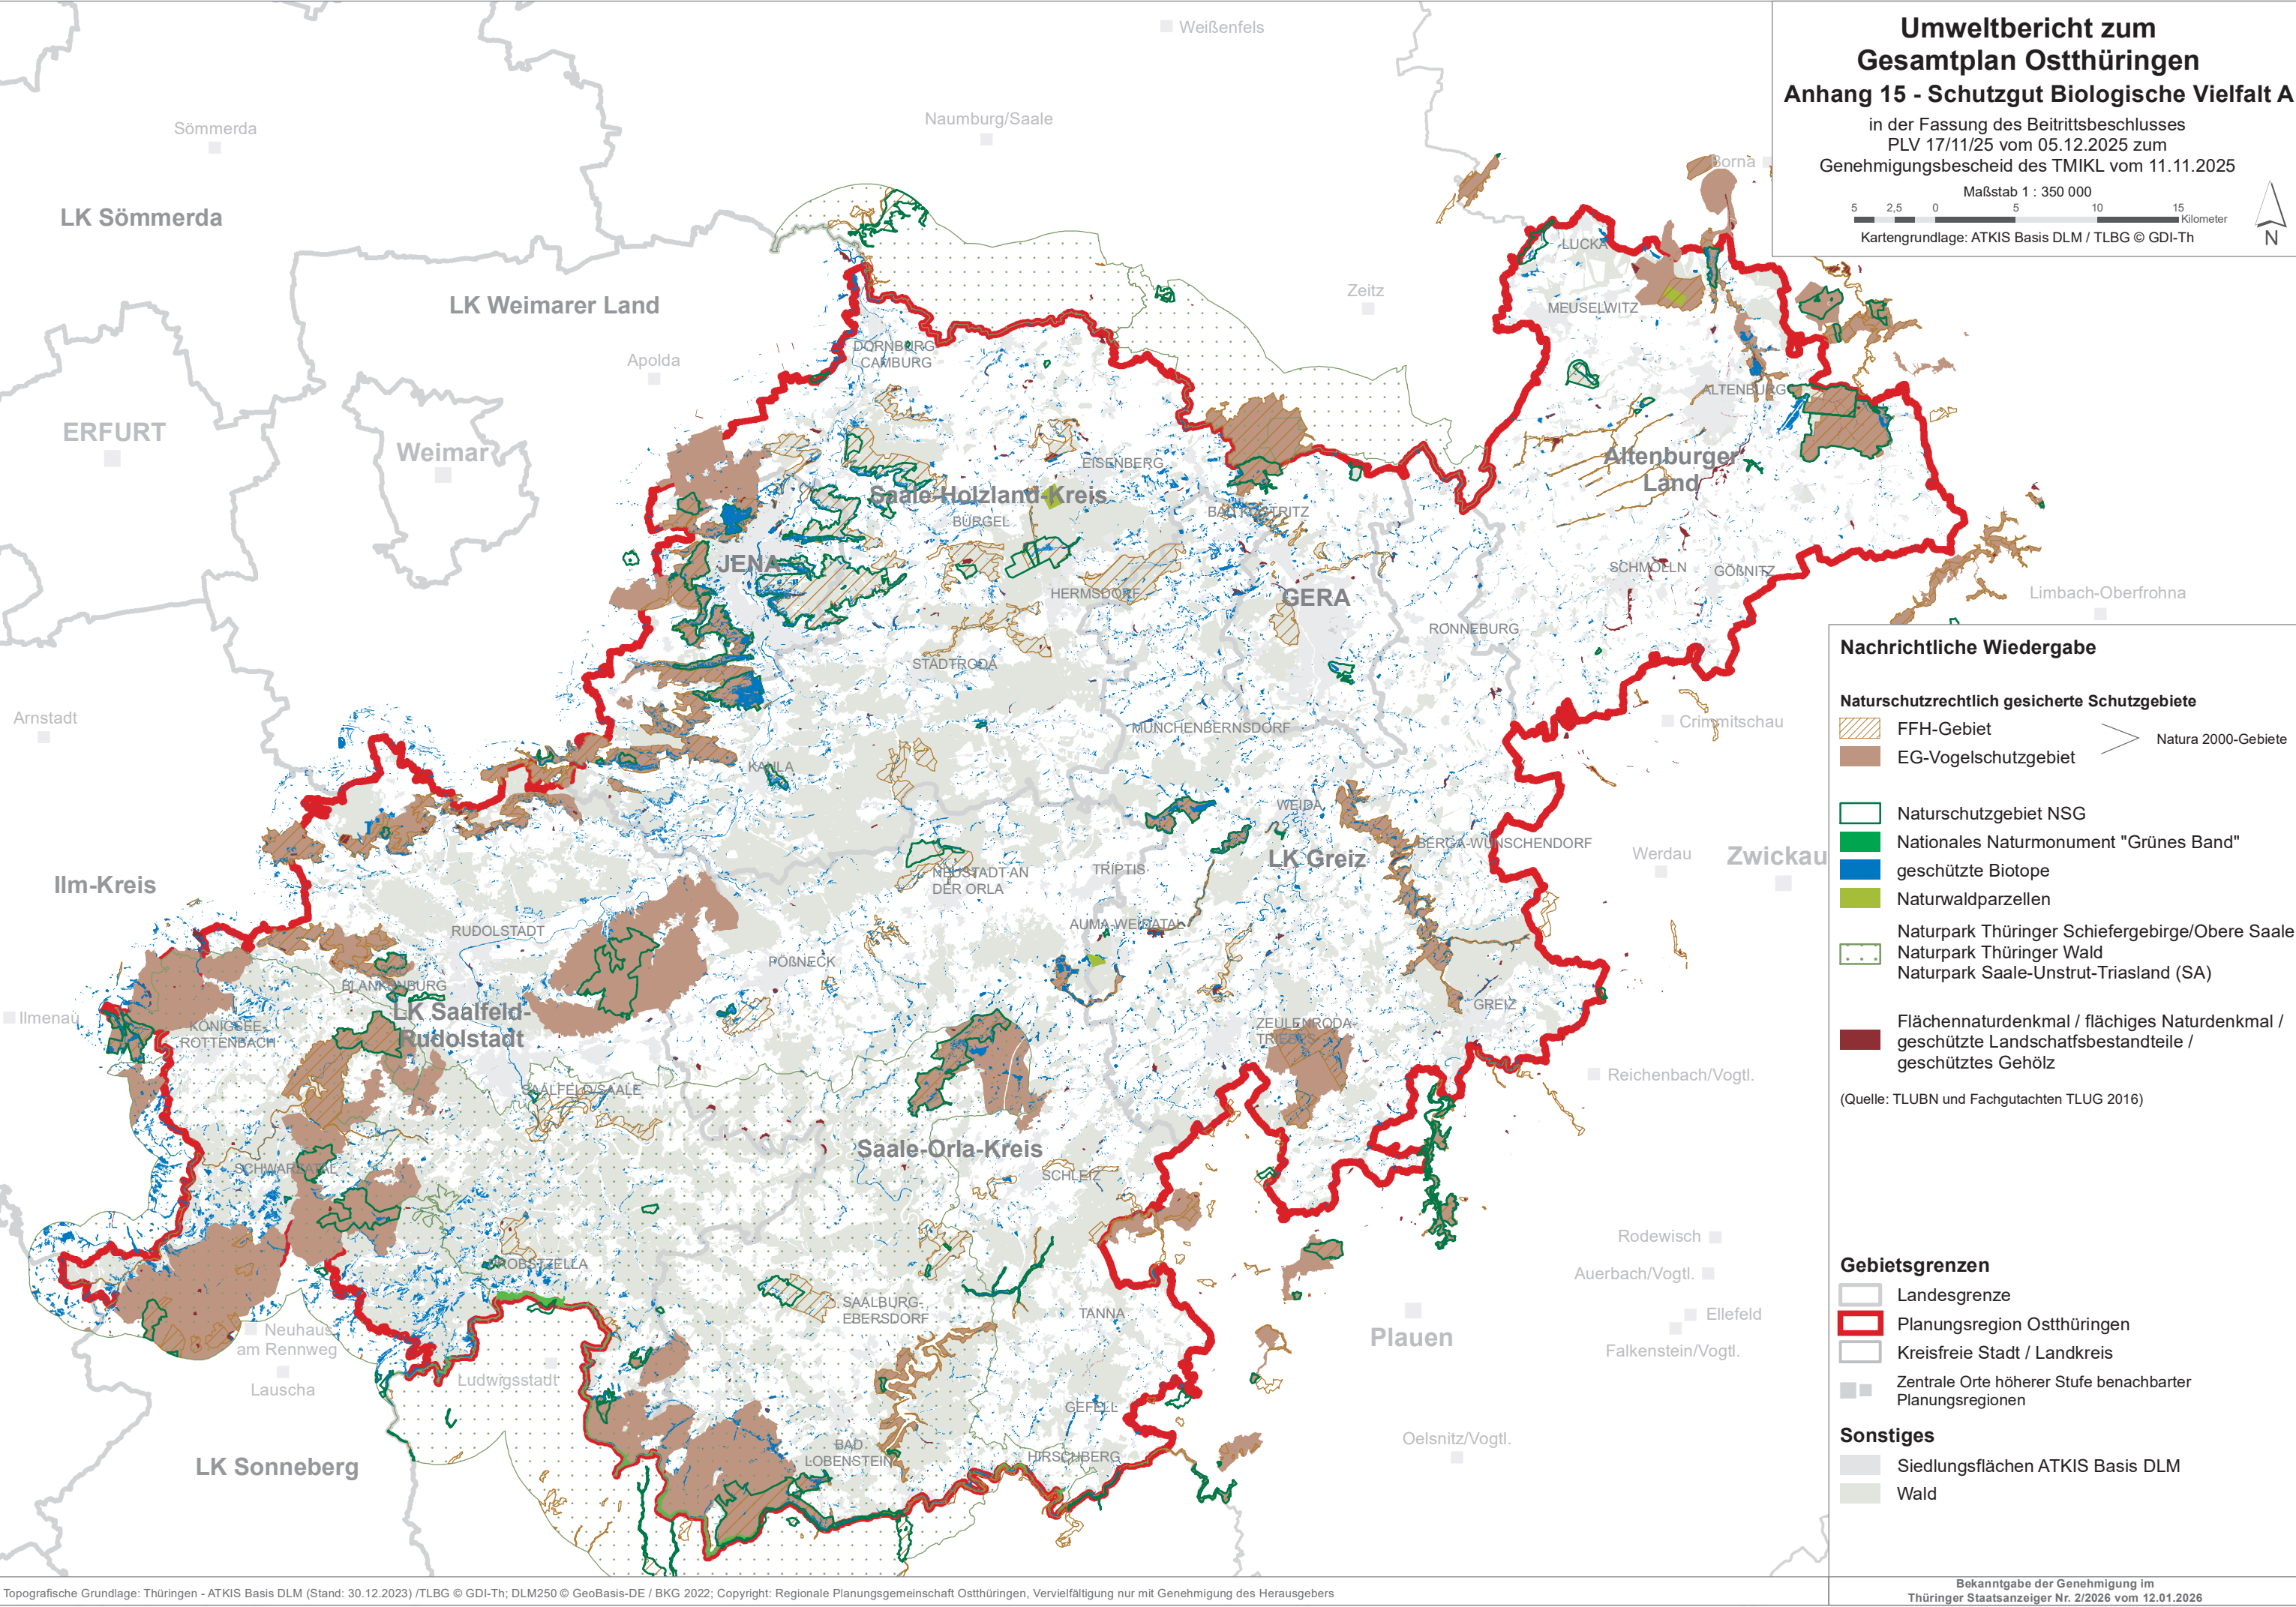 Umweltbericht zum
Gesamtplan Ostthüringen
Anhang 15 - Schutzgut Biologische Vielfalt A
in der Fassung des Beitrittsbeschlusses
PLV 17/11/25 vom 05.12.2025 zum
Genehmigungsbescheid des TMIKL vom 11.11.2025
Maßstab 1 : 350 000
5 2,5 0 5 10 15
Kilometer
Kartengrundlage: ATKIS Basis DLM / TLBG © GDI-Th
N
Weißenfels
Naumburg/Saale
Sömmerda
LK Sömmerda
Borna
LUCKA
LK Weimarer Land
Zeitz
MEUSELWITZ
DORNBURG-
CAMBURG
Apolda
ALTENBURG
ERFURT
Weimar
EISENBERG
Altenburger
Land
Saale-Holzland-Kreis
BÜRGEL
BAD KÖSTRITZ
JENA
SCHMÖLLN
GÖßNITZ
HERMSDORF
GERA
Limbach-Oberfrohna
RONNEBURG
STADTRODA
Arnstadt
Crimmitschau
MÜNCHENBERNSDORF
KAHLA
WEIDA
BERGA-WÜNSCHENDORF
Werdau
Zwickau
LK Greiz
Ilm-Kreis
TRIPTIS
NEUSTADT AN
DER ORLA
RUDOLSTADT
AUMA-WEIDATAL
PÖßNECK
BLANKENBURG
GREIZ
Ilmenau
LK Saalfeld-
Rudolstadt
KÖNIGSEE-
ROTTENBACH
ZEULENRODA-
TRIEBES
Reichenbach/Vogtl.
SAALFELD/SAALE
Saale-Orla-Kreis
SCHWARZATAL
SCHLEIZ
Rodewisch
PROBSTZELLA
Auerbach/Vogtl.
SAALBURG-
EBERSDORF
TANNA
Ellefeld
Neuhaus
am Rennweg
Plauen
Falkenstein/Vogtl.
Lauscha
Ludwigsstadt
GEFELL
Oelsnitz/Vogtl.
BAD
LOBENSTEIN
HIRSCHBERG
LK Sonneberg
Nachrichtliche Wiedergabe
Naturschutzrechtlich gesicherte Schutzgebiete
FFH-Gebiet
EG-Vogelschutzgebiet
Natura 2000-Gebiete
Naturschutzgebiet NSG
Nationales Naturmonument "Grünes Band"
geschützte Biotope
Naturwaldparzellen
Naturpark Thüringer Schiefergebirge/Obere Saale
Naturpark Thüringer Wald
Naturpark Saale-Unstrut-Triasland (SA)
Flächennaturdenkmal / flächiges Naturdenkmal /
geschützte Landschatfsbestandteile /
geschütztes Gehölz
(Quelle: TLUBN und Fachgutachten TLUG 2016)
Gebietsgrenzen
Landesgrenze
Planungsregion Ostthüringen
Kreisfreie Stadt / Landkreis
Zentrale Orte höherer Stufe benachbarter
Planungsregionen
Sonstiges
Siedlungsflächen ATKIS Basis DLM
Wald
Topografische Grundlage: Thüringen - ATKIS Basis DLM (Stand: 30.12.2023) /TLBG © GDI-Th; DLM250 © GeoBasis-DE / BKG 2022; Copyright: Regionale Planungsgemeinschaft Ostthüringen, Vervielfältigung nur mit Genehmigung des Herausgebers
Bekanntgabe der Genehmigung im
Thüringer Staatsanzeiger Nr. 2/2026 vom 12.01.2026